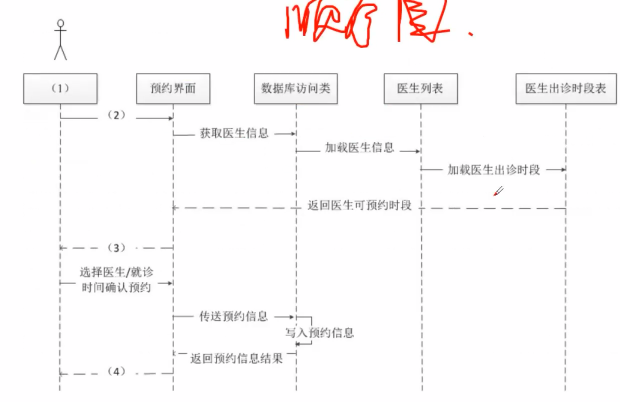 顺序图.
(1)
预约界面
数据库访问类
医生列表
医生出诊时段表
(2)
获取医生信息
加载医生信息
加载医生出诊时段
返回医生可预约时段
(3)
选择医生/就诊
时间确认预约
传送预约信息
写入预约信息
返回预约信息结果
(4)